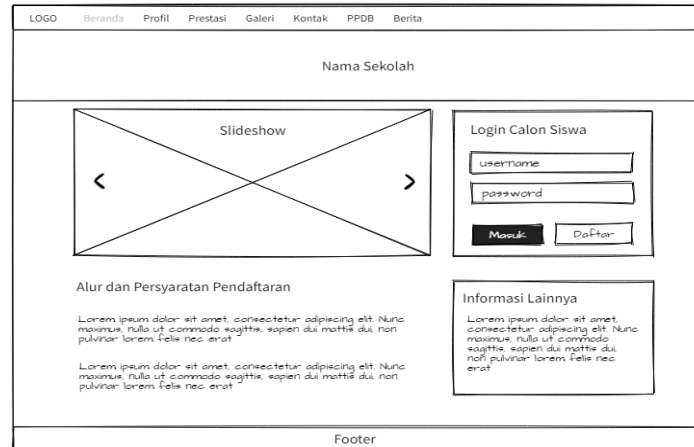 LOGO Beranda Profil Prestasi Galeri Kontak PPDB Berita
Nama Sekolah
Slideshow
Login Calon Siswa
username
password
Masuk Daftar
Alur dan Persyaratan Pendaftaran
Lorem ipsum dolor sit amet, consectetur adipiscing elit. Nunc
maximus, nulla ut commodo sagittis, sapien dui mattis dui, non
pulvinar lorem felis nec erat
Lorem ipsum dolor sit amet, consectetur adipiscing elit. Nunc
maximus, nulla ut commodo sagittis, sapien dui mattis dui, non
pulvinar lorem felis nec erat
Informasi Lainnya
Lorem ipsum dolor sit amet,
consectetur adipiscing elit. Nunc
maximus, nulla ut commodo
sagittis, sapien dui mattis dui,
non pulvinar lorem felis nec
erat
Footer